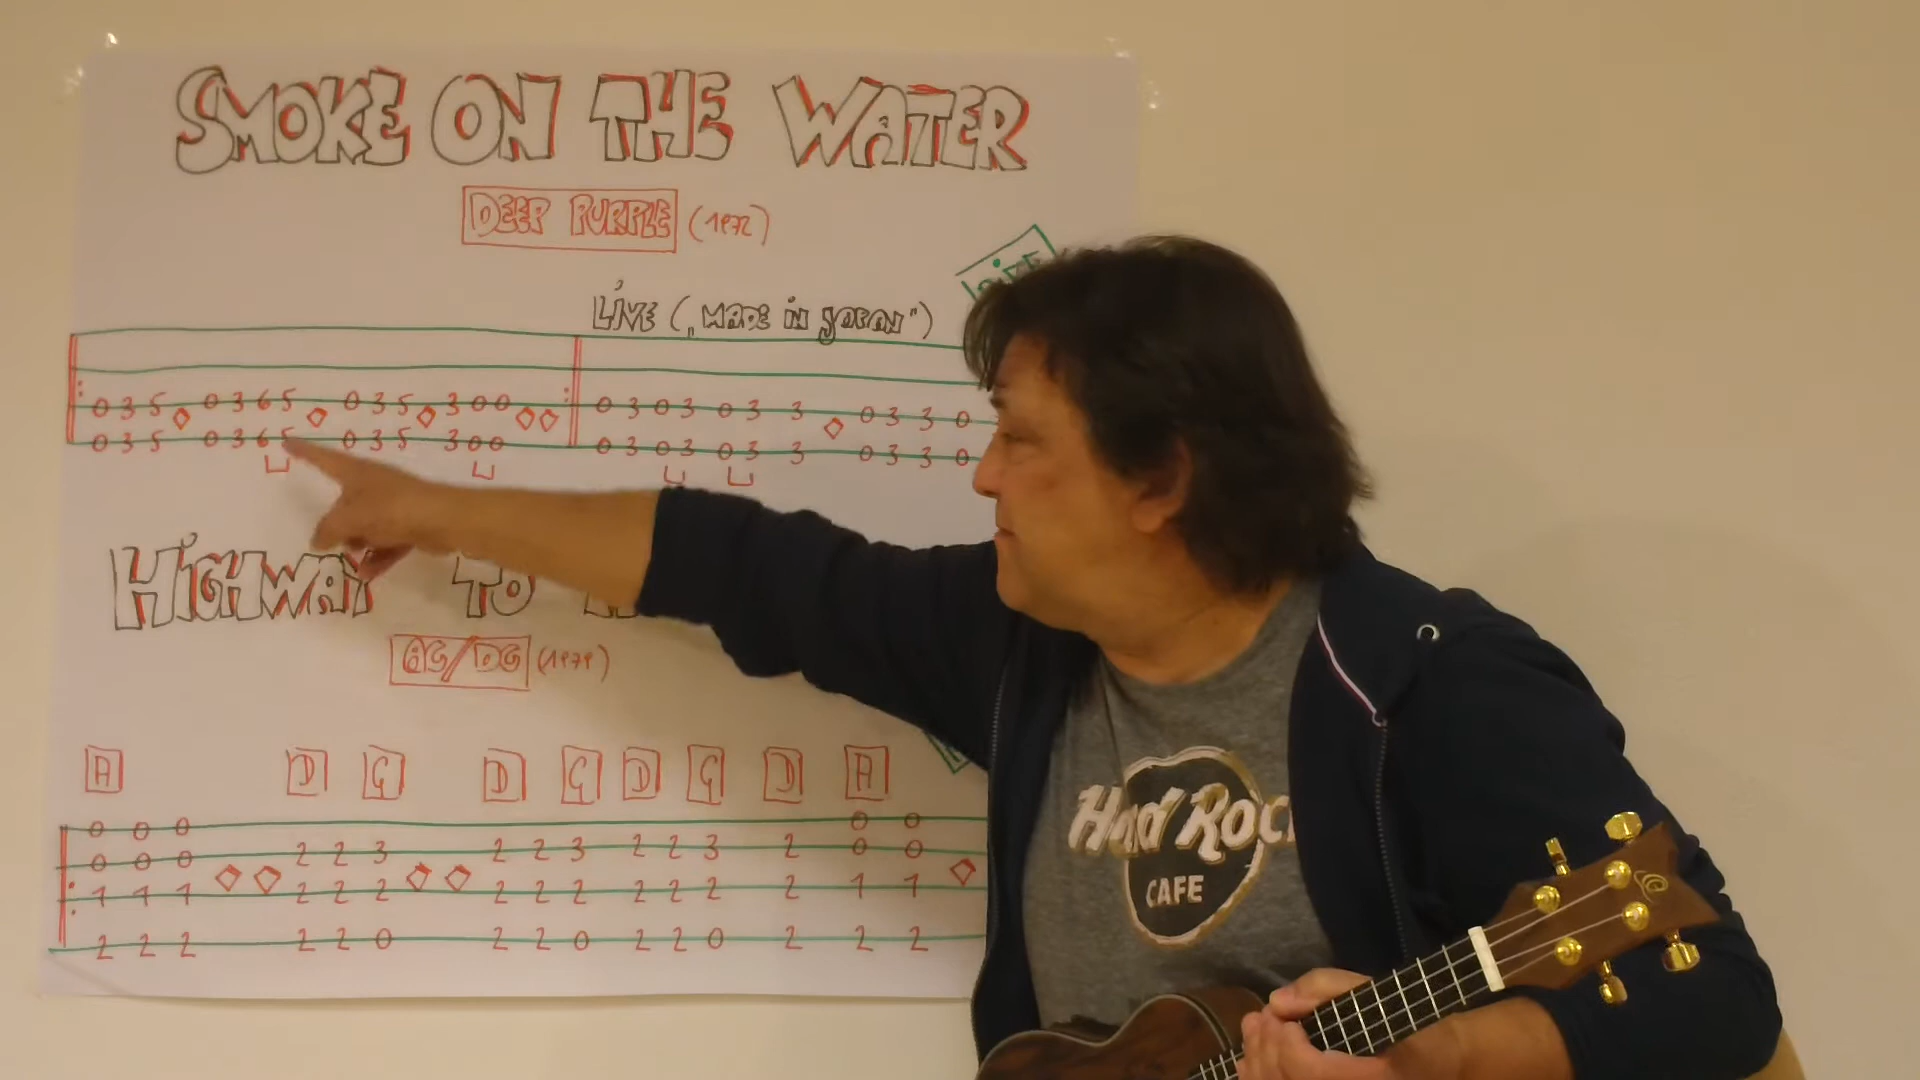 SMOKE ON THE WATER
DEEP PURPLE (1972)
LIVE („MADE IN JAPAN")
0 3 5 0 3 6 5 0 3 5 3 0 0 0 3 0 3 0 3 3 0 3 3 0
0 3 5 0 3 6 5 0 3 5 3 0 0 0 3 0 3 0 3 3 0 3 3 0
HIGHWAY TO
AC/DC (1979)
A D G D G D G D A
0 0 0 0 0
0 0 0 2 2 3 2 2 3 2 2 3 2 0 0
1 1 1 2 2 2 2 2 2 2 2 2 2 1 1
2 2 2 2 2 0 2 2 0 2 2 0 2 2 2
Hard Rock
CAFE